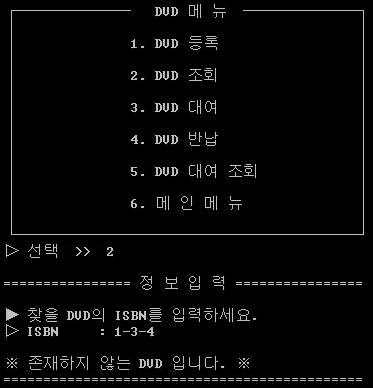 DVD 메 뉴
1. DVD 등록
2. DVD 조회
3. DVD 대여
4. DVD 반납
5. DVD 대여 조회
6. 메 인 메 뉴
▷ 선택 >> 2
================ 정 보 입 력 ================
▶ 찾을 DVD의 ISBN를 입력하세요.
▷ ISBN : 1-3-4
※ 존재하지 않는 DVD 입니다. ※
=============================================